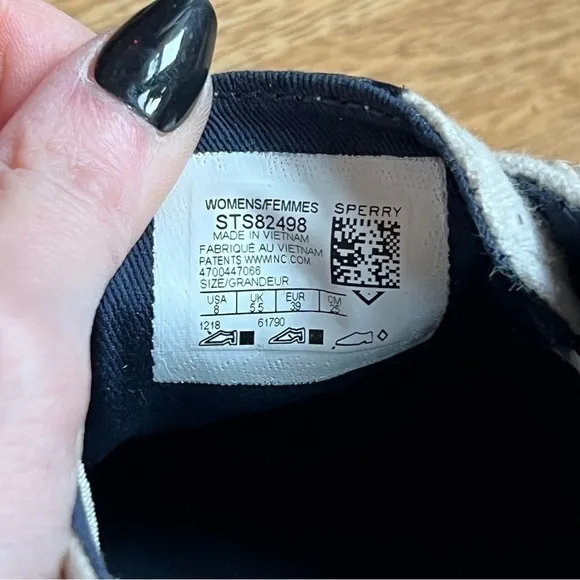 WOMENS/FEMMES
SPERRY
STS82498
MADE IN VIETNAM
FABRIQUÉ AU VIETNAM
PATENTS WWW.INC.COM
4700447066
SIZE/GRANDEUR
USA UK EUR CM
8 5.5 39 25
1218 61790